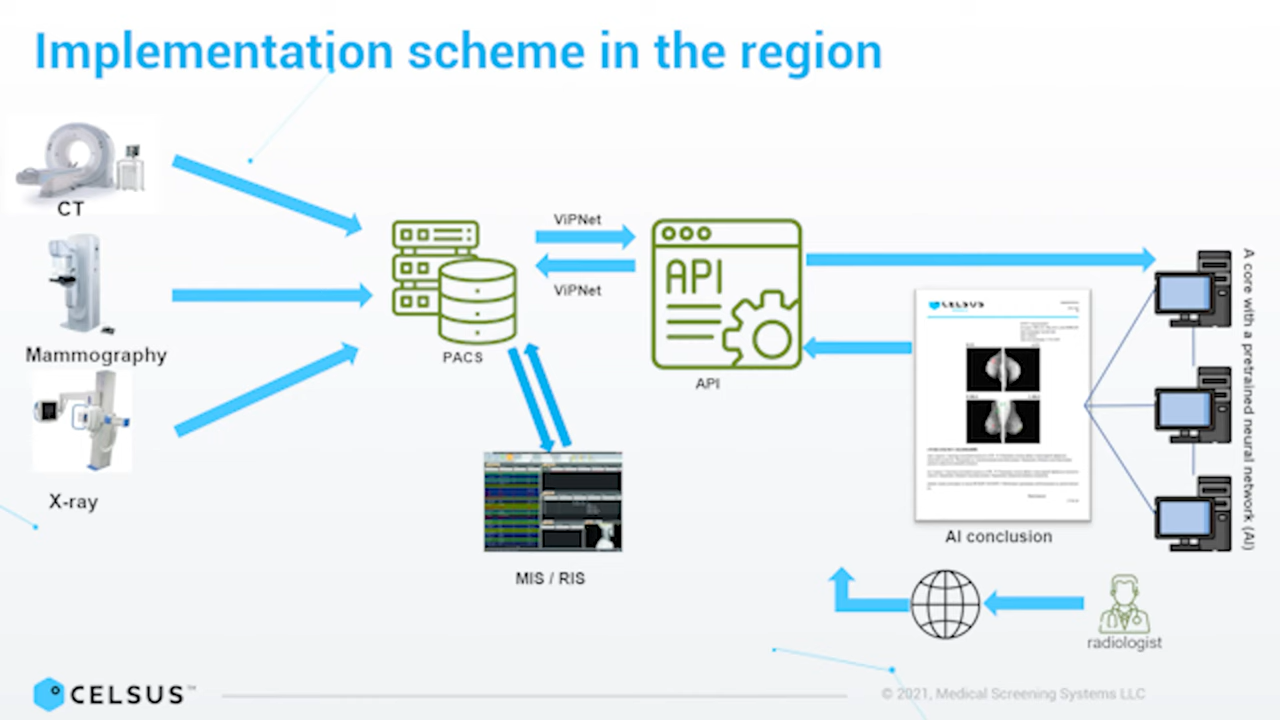 Implementation scheme in the region
CT
Mammography
X-ray
PACS
ViPNet
ViPNet
API
API
MIS / RIS
CELSUS
AI conclusion
A core with a pretrained neural network (AI)
radiologist
CELSUS™
© 2021, Medical Screening Systems LLC